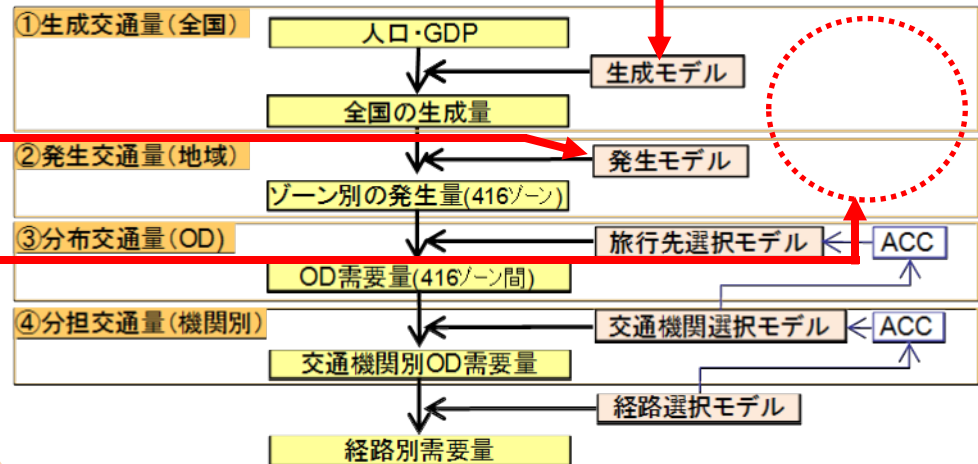 ①生成交通量(全国)
人口・GDP
生成モデル
全国の生成量
②発生交通量(地域)
発生モデル
ゾーン別の発生量(416ゾーン)
③分布交通量(OD)
旅行先選択モデル
ACC
OD需要量(416ゾーン間)
④分担交通量(機関別)
交通機関選択モデル
ACC
交通機関別OD需要量
経路選択モデル
経路別需要量